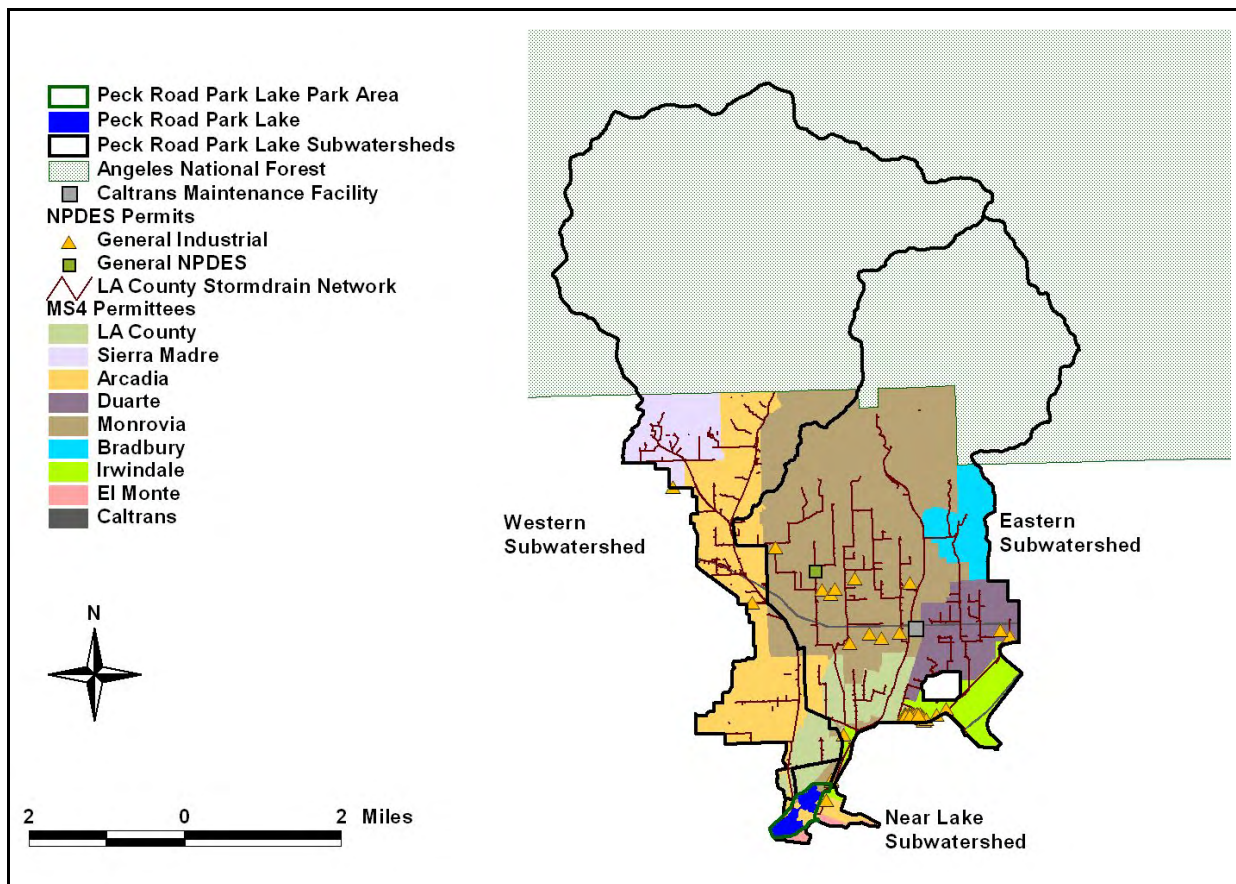 Peck Road Park Lake Park Area
Peck Road Park Lake
Peck Road Park Lake Subwatersheds
Angeles National Forest
Caltrans Maintenance Facility
NPDES Permits
General Industrial
General NPDES
LA County Stormdrain Network
MS4 Permittees
LA County
Sierra Madre
Arcadia
Duarte
Monrovia
Bradbury
Irwindale
El Monte
Caltrans
Western
Subwatershed
Eastern
Subwatershed
Near Lake
Subwatershed
N
2 0 2 Miles